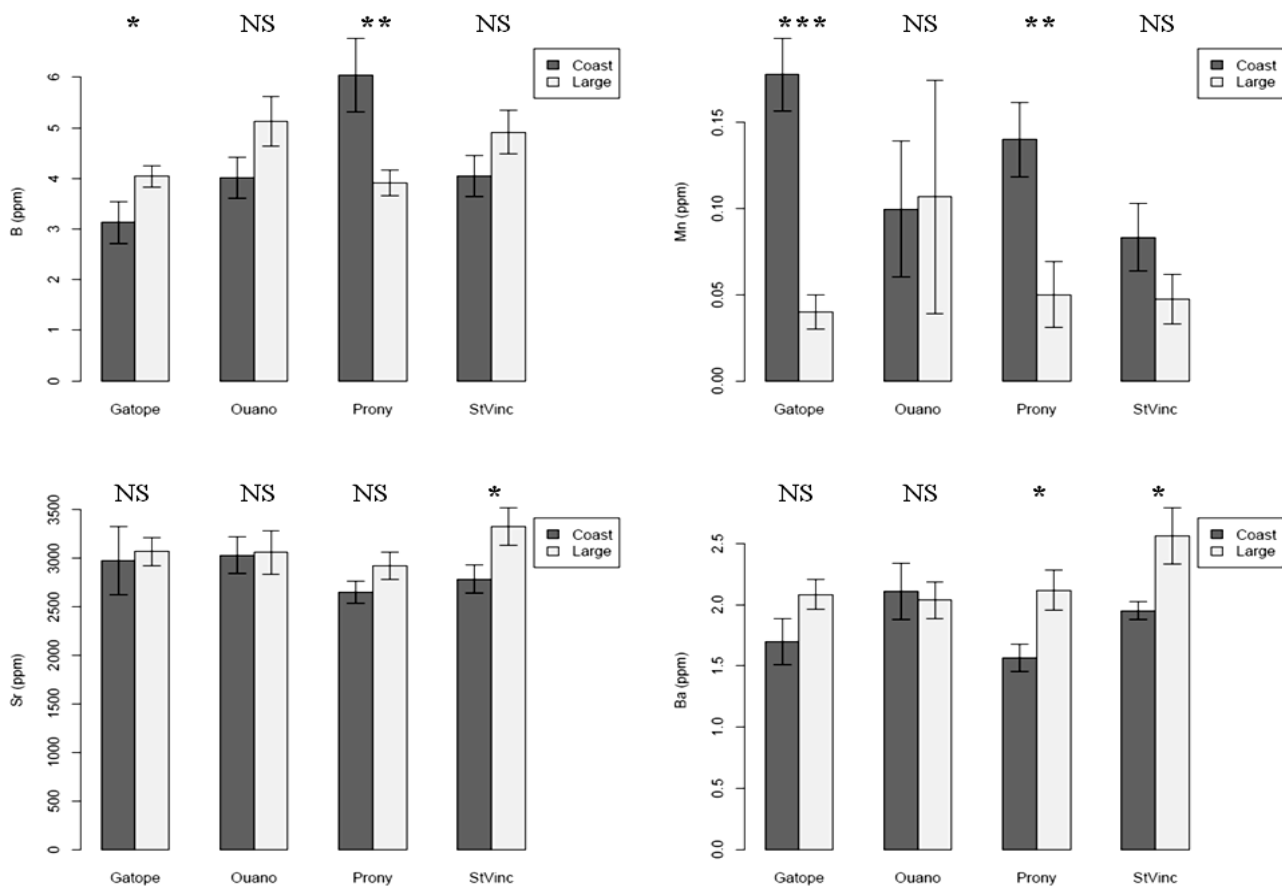 * NS ** NS
Coast
Large
B (ppm)
6
5
4
3
2
1
0
Gatope Ouano Prony StVinc
*** NS ** NS
Coast
Large
Mn (ppm)
0.15
0.10
0.05
0.00
Gatope Ouano Prony StVinc
NS NS NS *
Coast
Large
Sr (ppm)
3500
3000
2500
2000
1500
1000
500
0
Gatope Ouano Prony StVinc
NS NS * *
Coast
Large
Ba (ppm)
2.5
2.0
1.5
1.0
0.5
0.0
Gatope Ouano Prony StVinc